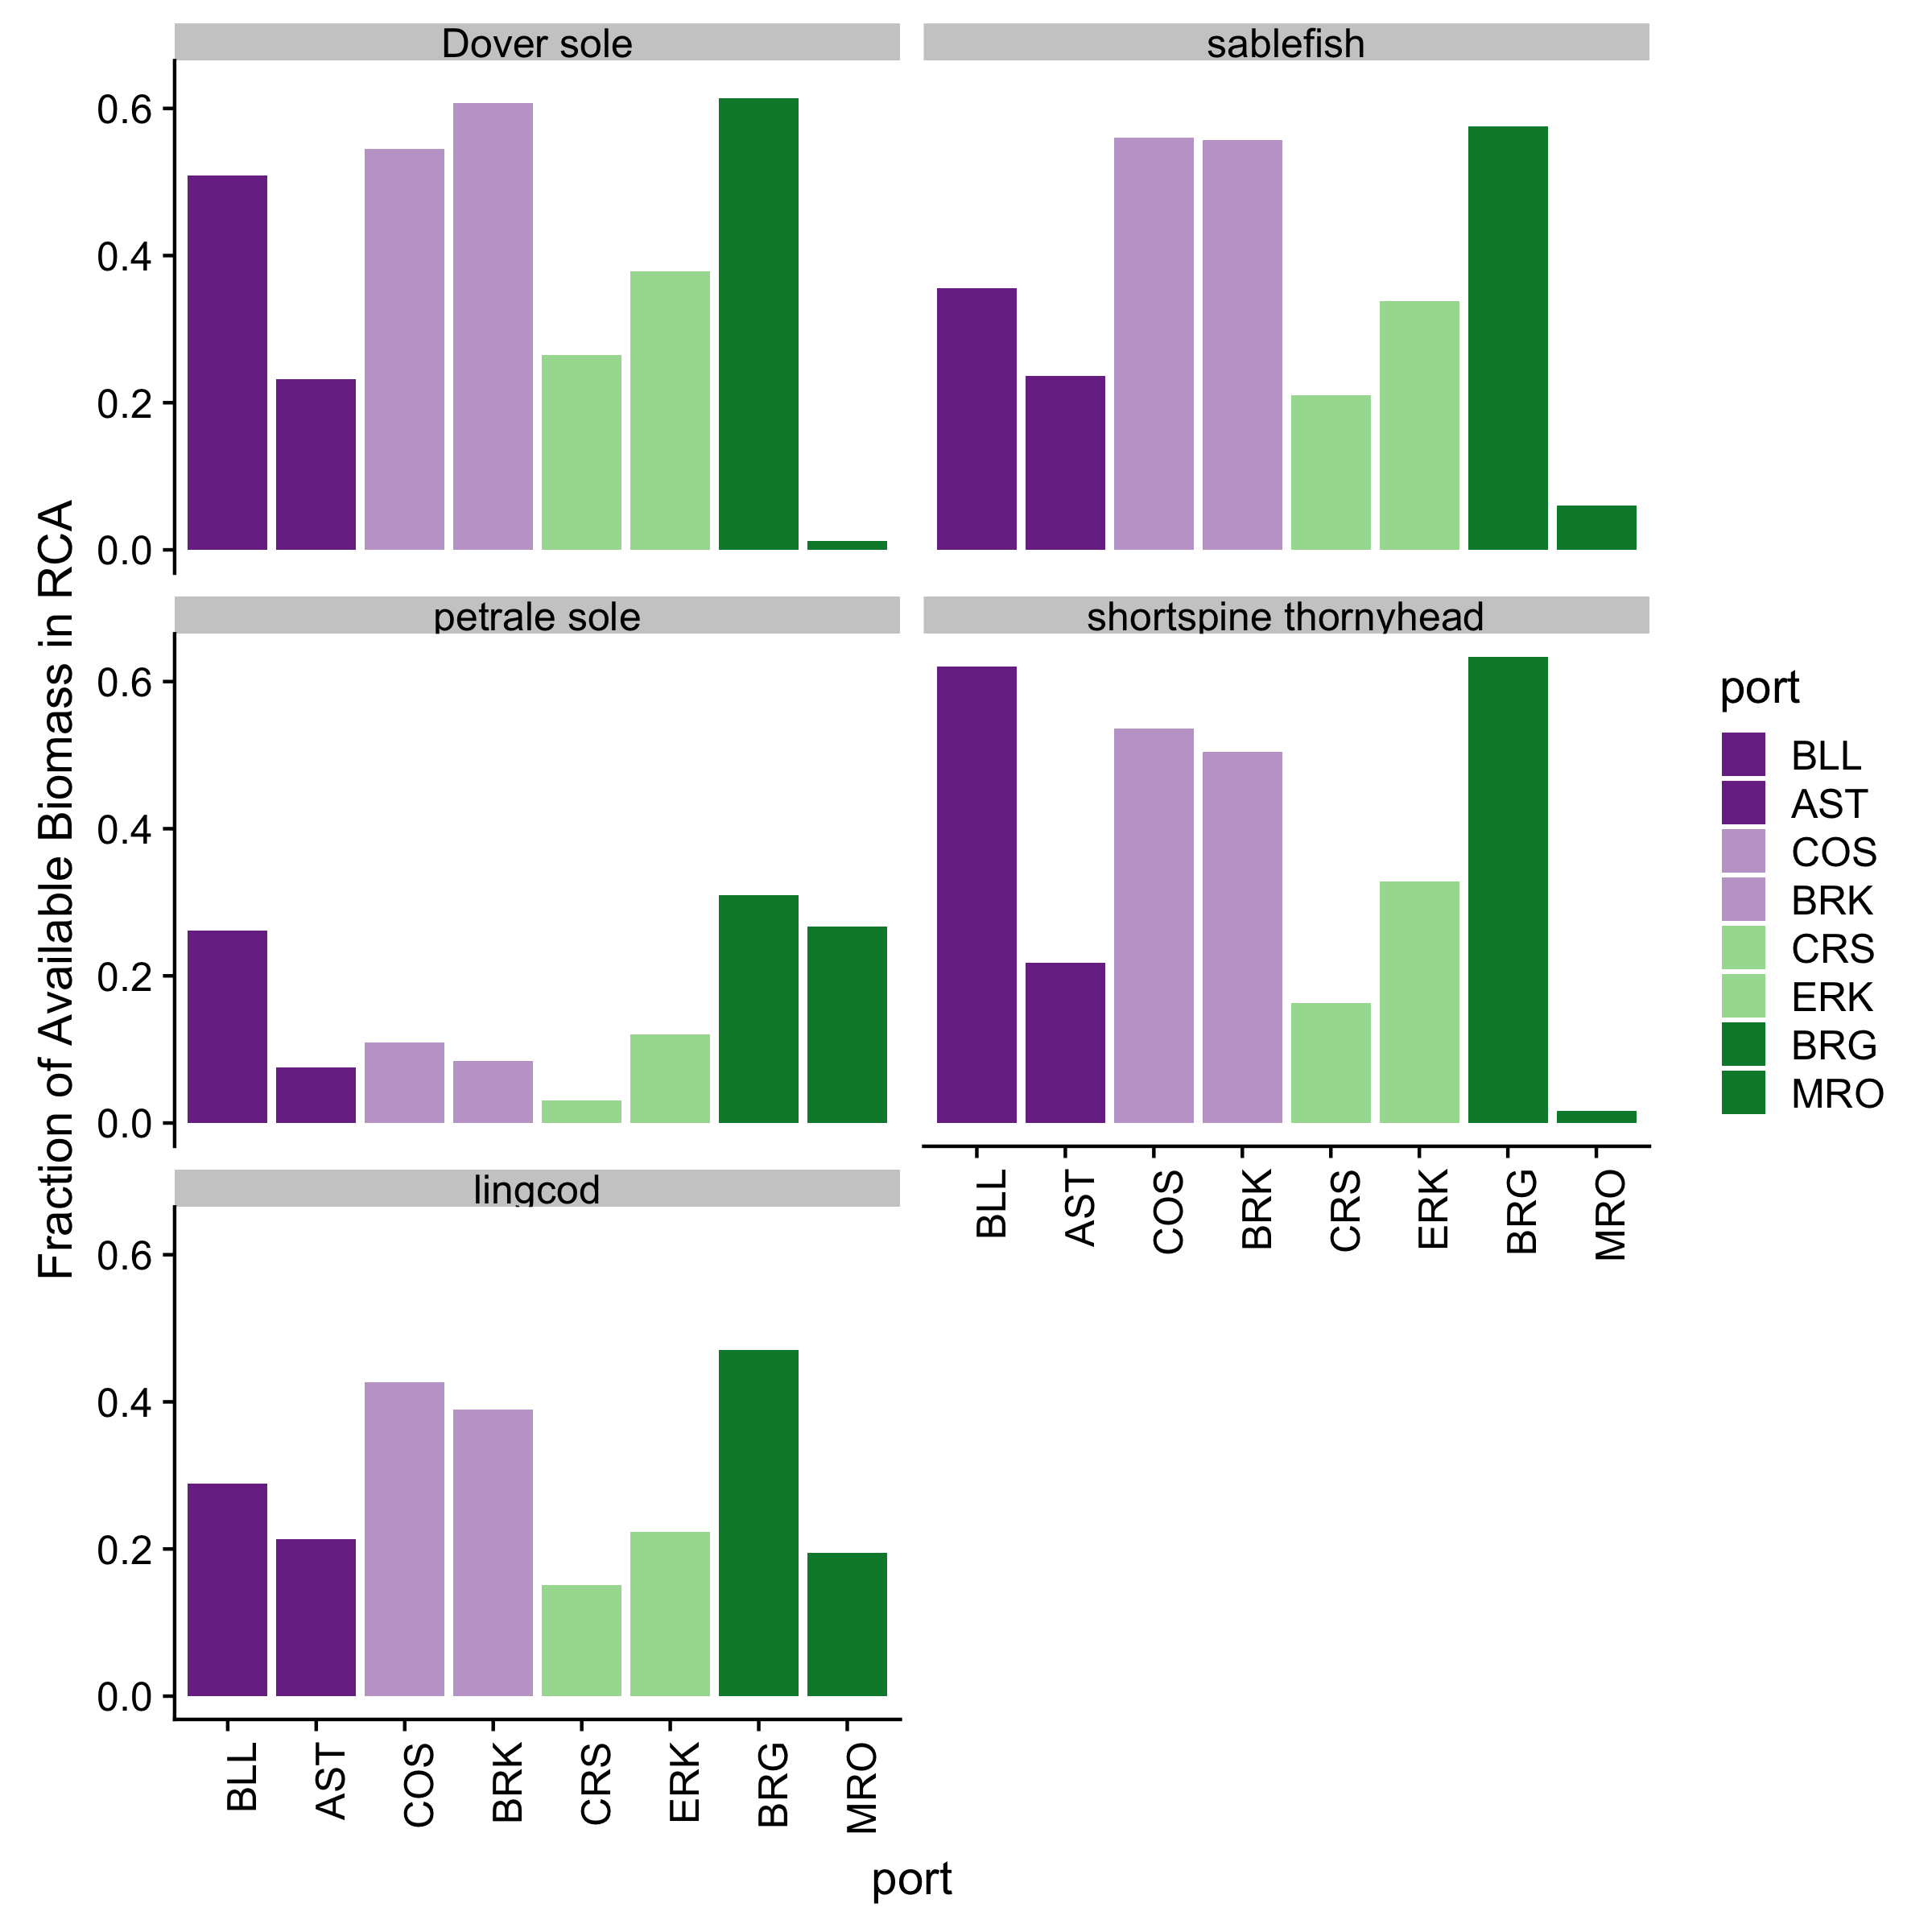 Dover sole
sablefish
0.6
0.4
0.2
0.0
petrale sole
shortspine thornyhead
0.6
0.4
0.2
0.0
BLL
AST
COS
BRK
CRS
ERK
BRG
MRO
lingcod
0.6
0.4
0.2
0.0
BLL
AST
COS
BRK
CRS
ERK
BRG
MRO
port
Fraction of Available Biomass in RCA
port
BLL
AST
COS
BRK
CRS
ERK
BRG
MRO